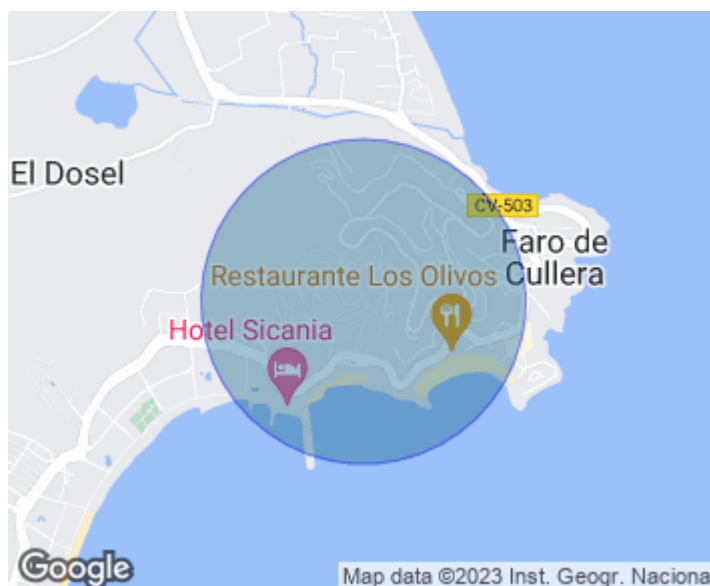 El Dosel
CV-503
Faro de
Cullera
Restaurante Los Olivos
Hotel Sicania
Google
Map data ©2023 Inst. Geogr. Naciona